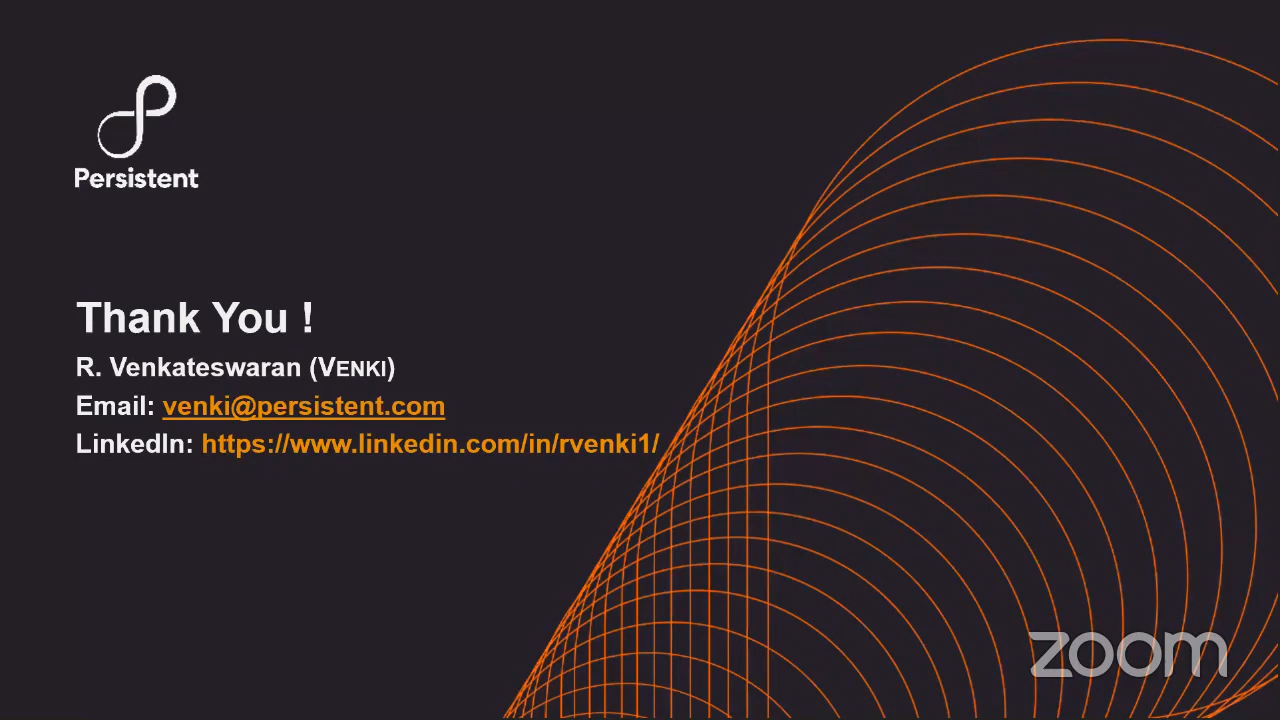 Persistent
Thank You !
R. Venkateswaran (VENKI)
Email: venki@persistent.com
LinkedIn: https://www.linkedin.com/in/rvenki1/
zoom